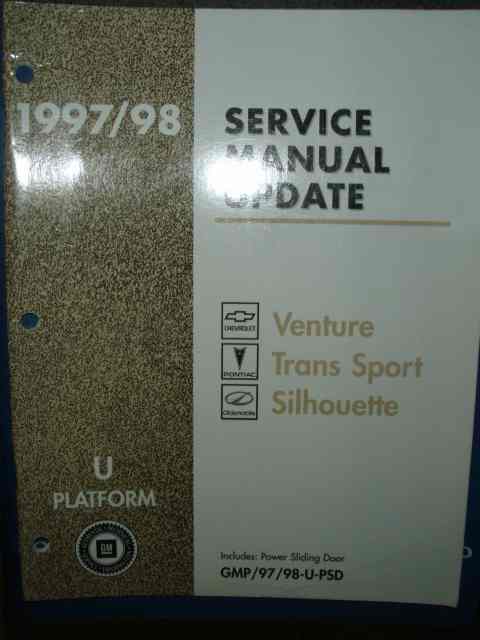 1997/98
SERVICE
MANUAL
UPDATE
CHEVROLET
Venture
PONTIAC
Trans Sport
Oldsmobile
Silhouette
U
PLATFORM
GM
Includes: Power Sliding Door
GMP/97/98-U-PSD